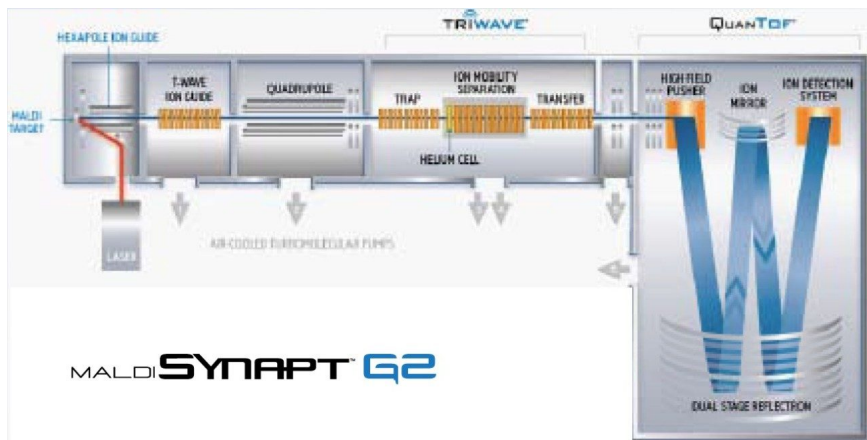 TRIWAVE
QUANTOF
HEXAPOLE ION GUIDE
T-WAVE
ION GUIDE
QUADRUPOLE
ION MOBILITY
SEPARATION
TRAP
TRANSFER
HELIUM CELL
HIGH FIELD
PUSHER
ION
MIRROR
ION DETECTION
SYSTEM
MALDI
TARGET
LASER
AIR-COOLED TURBOMOLECULAR PUMPS
DUAL STAGE REFLECTRON
MALDI SYNAPT™ G2